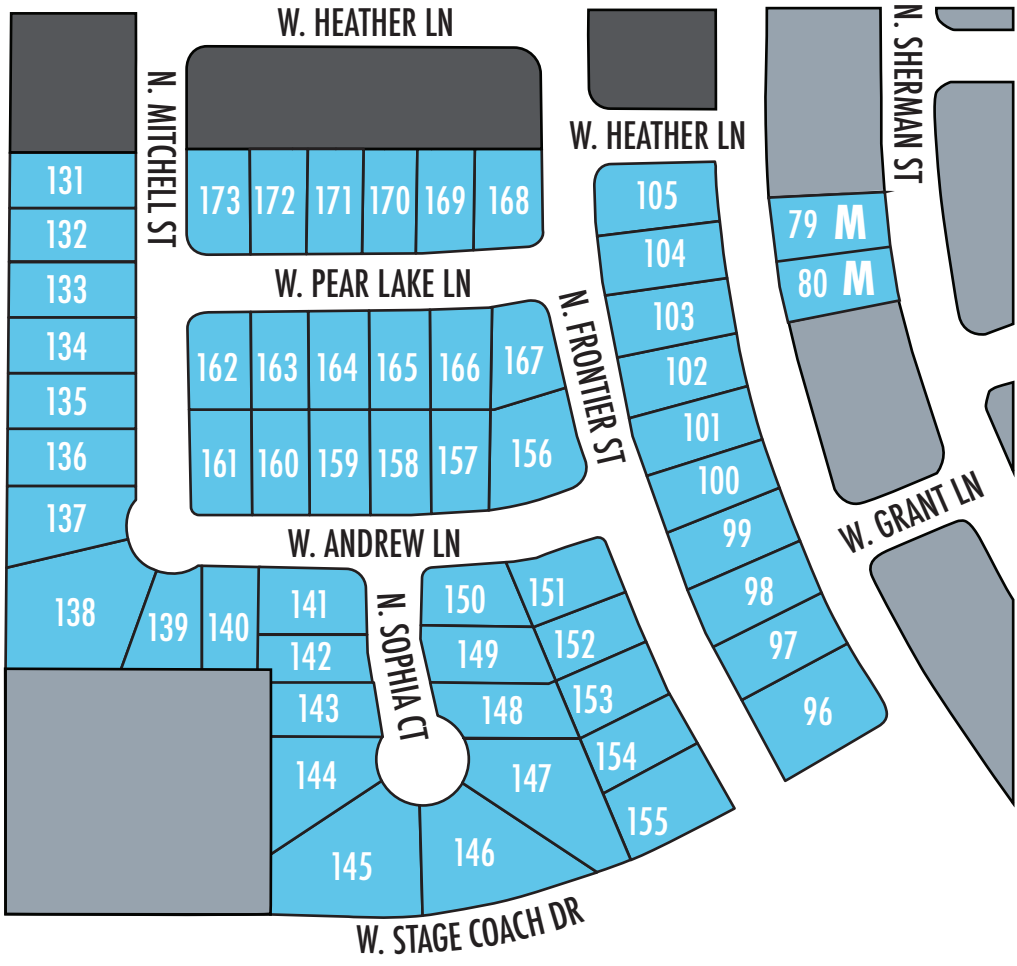 W. HEATHER LN
N. SHERMAN ST
N. MITCHELL ST
W. HEATHER LN
131
173 172 171 170 169 168
105
132
79 M
104
80 M
133
W. PEAR LAKE LN
103
N. FRONTIER ST
134
162 163 164 165 166 167
102
135
101
136
161 160 159 158 157 156
100
137
W. GRANT LN
99
W. ANDREW LN
98
138 139 140
141
N. SOPHIA CT
150 151
97
142
149 152
143
148 153
96
144
147 154
145
146
155
W. STAGE COACH DR